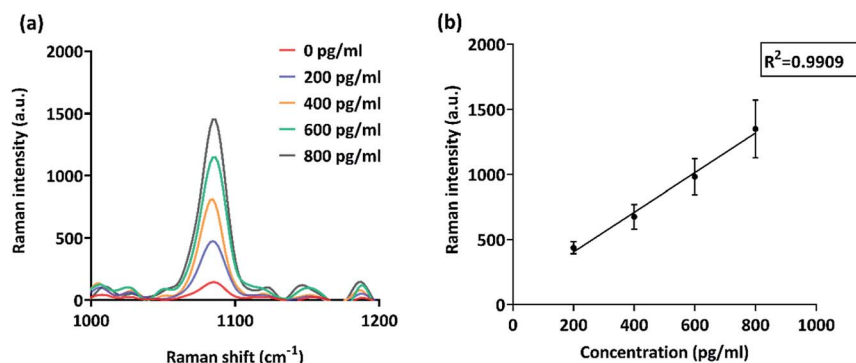 (a)
2000
1500
1000
500
0
Raman intensity (a.u.)
1000
1100
1200
Raman shift (cm⁻¹)
0 pg/ml
200 pg/ml
400 pg/ml
600 pg/ml
800 pg/ml
(b)
2000
1500
1000
500
0
Raman intensity (a.u.)
0
200
400
600
800
1000
Concentration (pg/ml)
R²=0.9909